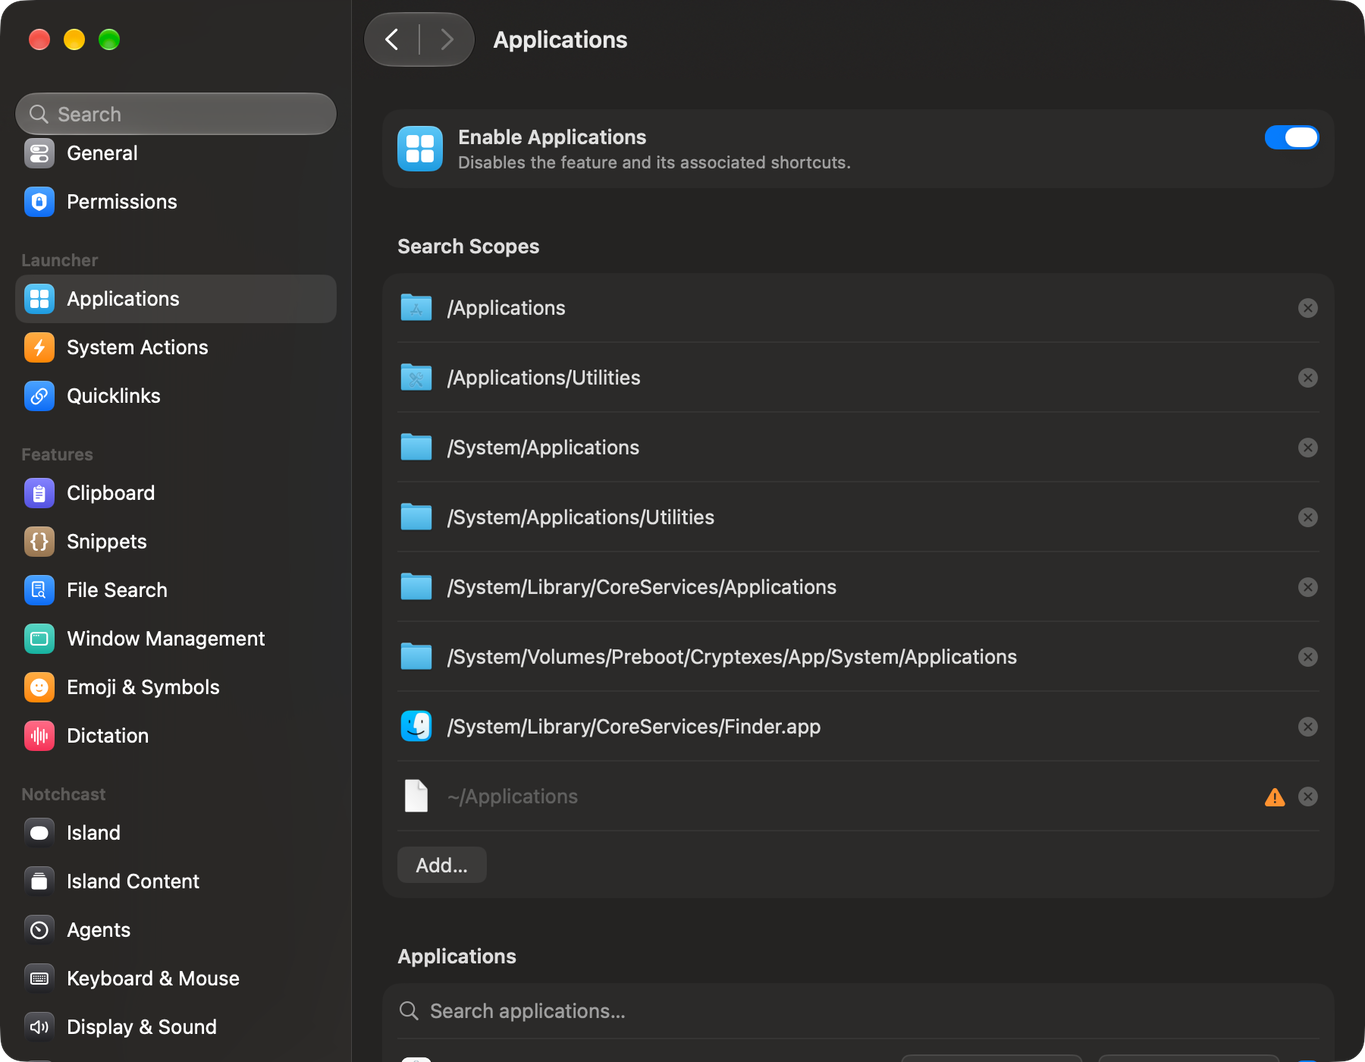 Applications
Search
General
Permissions
Launcher
Applications
System Actions
Quicklinks
Features
Clipboard
Snippets
File Search
Window Management
Emoji & Symbols
Dictation
Notchcast
Island
Island Content
Agents
Keyboard & Mouse
Display & Sound
Enable Applications
Disables the feature and its associated shortcuts.
Search Scopes
/Applications
/Applications/Utilities
/System/Applications
/System/Applications/Utilities
/System/Library/CoreServices/Applications
/System/Volumes/Preboot/Cryptexes/App/System/Applications
/System/Library/CoreServices/Finder.app
~/Applications
Add...
Applications
Search applications...